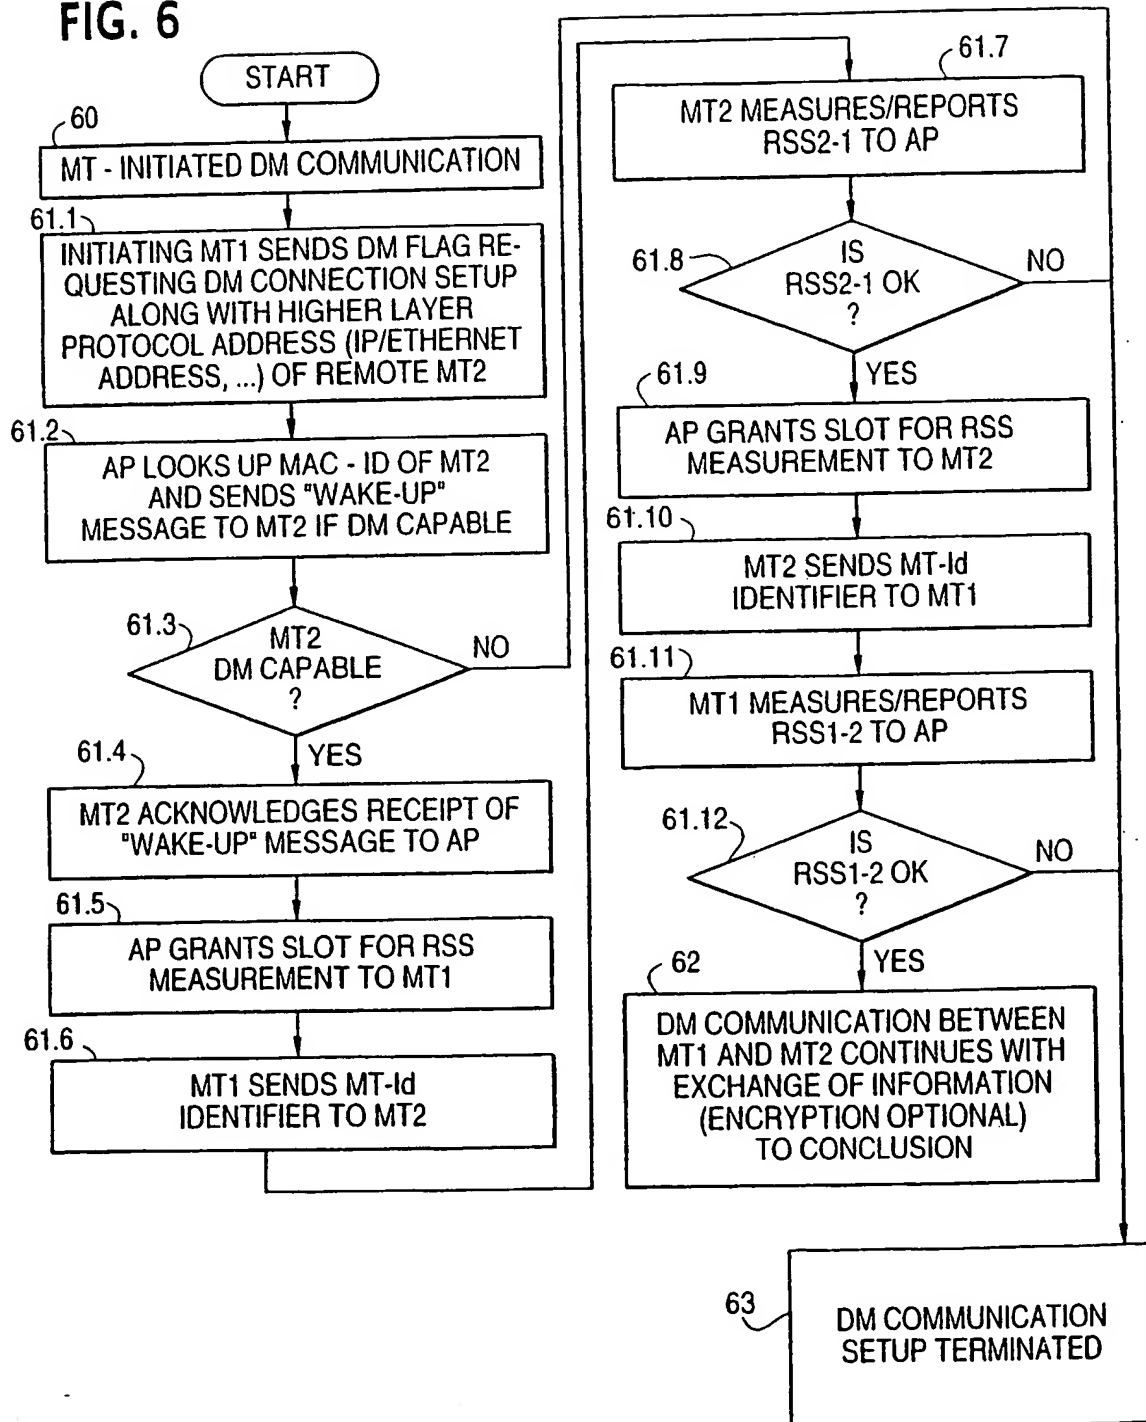 FIG. 6
START
60
MT - INITIATED DM COMMUNICATION
61.1
INITIATING MT1 SENDS DM FLAG RE-
QUESTING DM CONNECTION SETUP
ALONG WITH HIGHER LAYER
PROTOCOL ADDRESS (IP/ETHERNET
ADDRESS, ...) OF REMOTE MT2
61.2
AP LOOKS UP MAC - ID OF MT2
AND SENDS "WAKE-UP"
MESSAGE TO MT2 IF DM CAPABLE
61.3
MT2
DM CAPABLE
?
NO
YES
61.4
MT2 ACKNOWLEDGES RECEIPT OF
"WAKE-UP" MESSAGE TO AP
61.5
AP GRANTS SLOT FOR RSS
MEASUREMENT TO MT1
61.6
MT1 SENDS MT-Id
IDENTIFIER TO MT2
61.7
MT2 MEASURES/REPORTS
RSS2-1 TO AP
61.8
IS
RSS2-1 OK
?
NO
YES
61.9
AP GRANTS SLOT FOR RSS
MEASUREMENT TO MT2
61.10
MT2 SENDS MT-Id
IDENTIFIER TO MT1
61.11
MT1 MEASURES/REPORTS
RSS1-2 TO AP
61.12
IS
RSS1-2 OK
?
NO
YES
62
DM COMMUNICATION BETWEEN
MT1 AND MT2 CONTINUES WITH
EXCHANGE OF INFORMATION
(ENCRYPTION OPTIONAL)
TO CONCLUSION
63
DM COMMUNICATION
SETUP TERMINATED